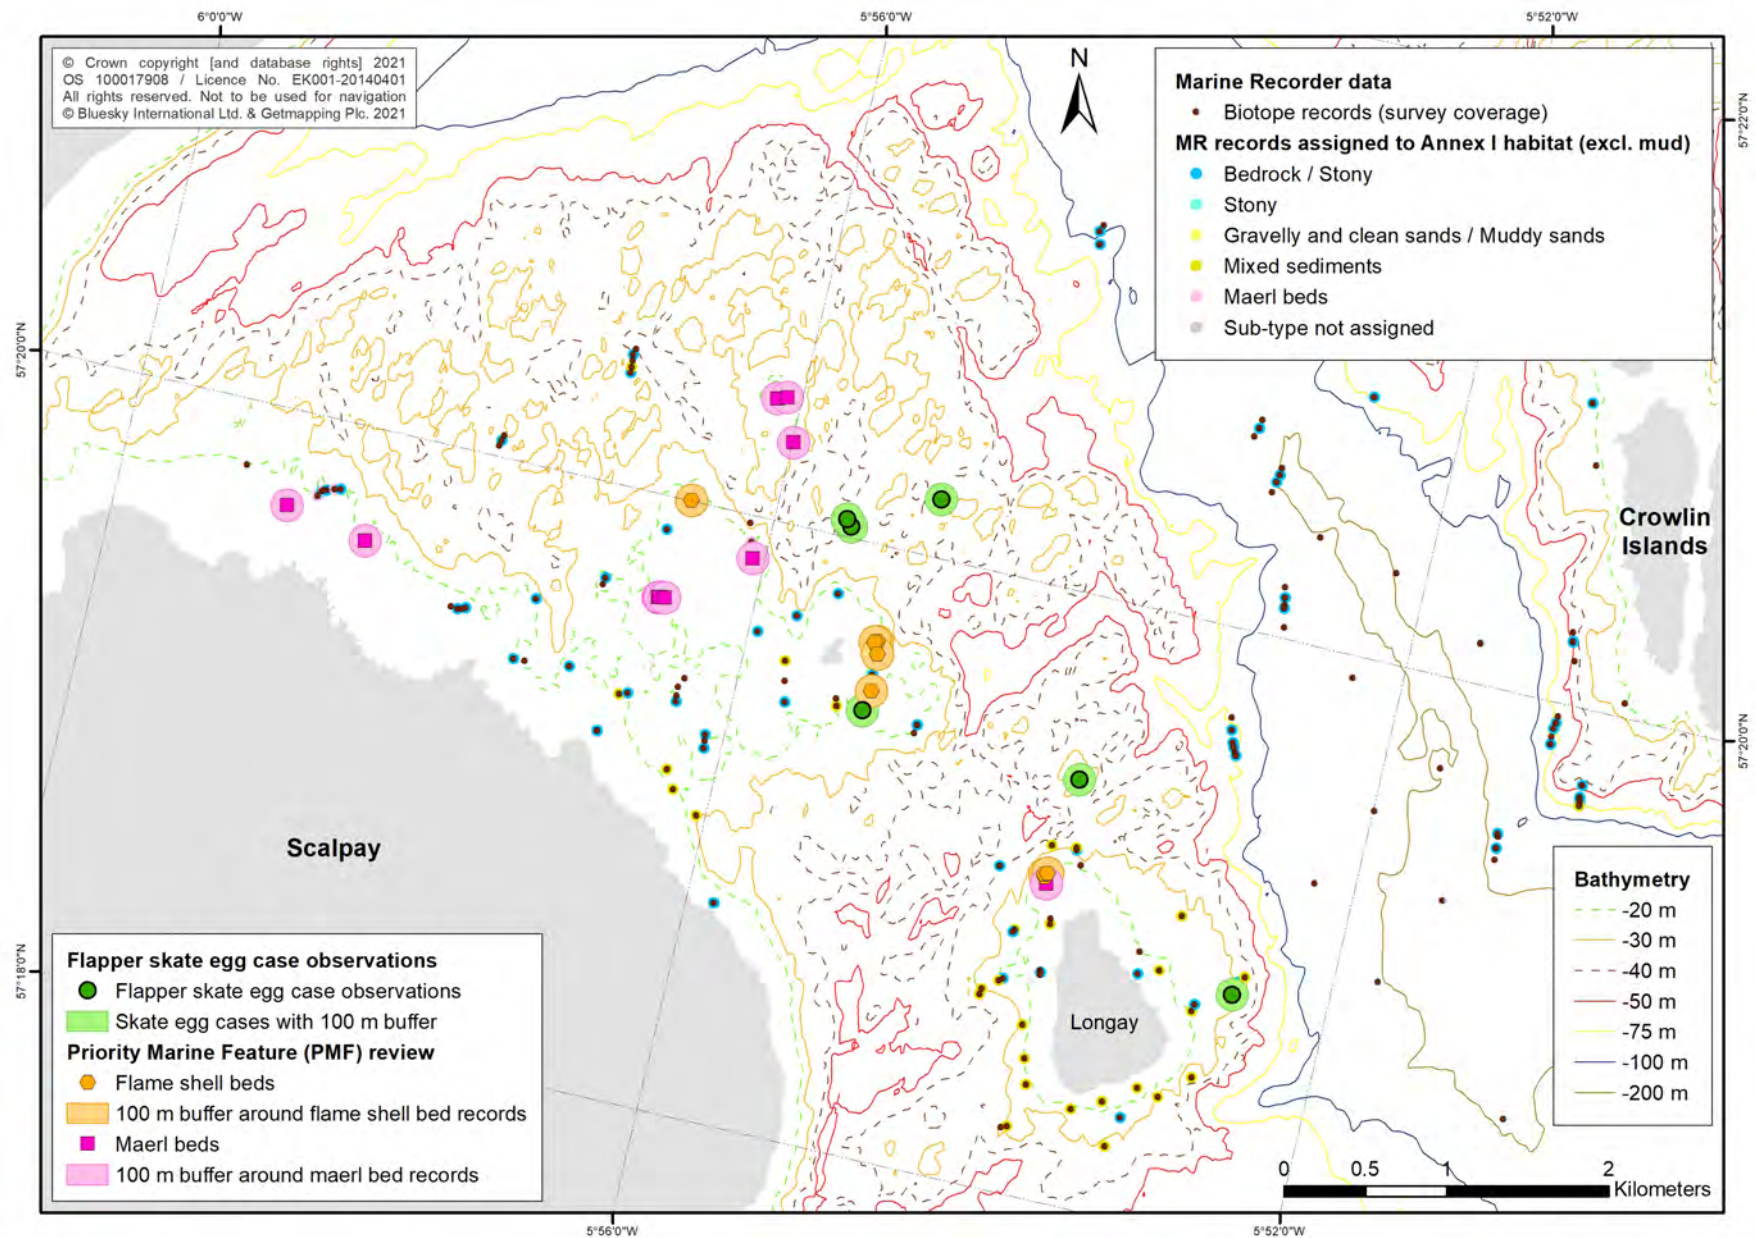 6°0'0"W
5°56'0"W
5°52'0"W
© Crown copyright [and database rights] 2021
OS 100017908 / Licence No. EK001-20140401
All rights reserved. Not to be used for navigation
© Bluesky International Ltd. & Getmapping Plc. 2021
N
Marine Recorder data
Biotope records (survey coverage)
MR records assigned to Annex I habitat (excl. mud)
Bedrock / Stony
Stony
Gravelly and clean sands / Muddy sands
Mixed sediments
Maerl beds
Sub-type not assigned
57°22'0"N
57°20'0"N
Crowlin
Islands
57°20'0"N
Scalpay
Bathymetry
-20 m
-30 m
-40 m
-50 m
-75 m
-100 m
-200 m
Flapper skate egg case observations
Flapper skate egg case observations
Skate egg cases with 100 m buffer
Priority Marine Feature (PMF) review
Flame shell beds
100 m buffer around flame shell bed records
Maerl beds
100 m buffer around maerl bed records
57°18'0"N
Longay
0 0.5 1 2
Kilometers
5°56'0"W
5°52'0"W